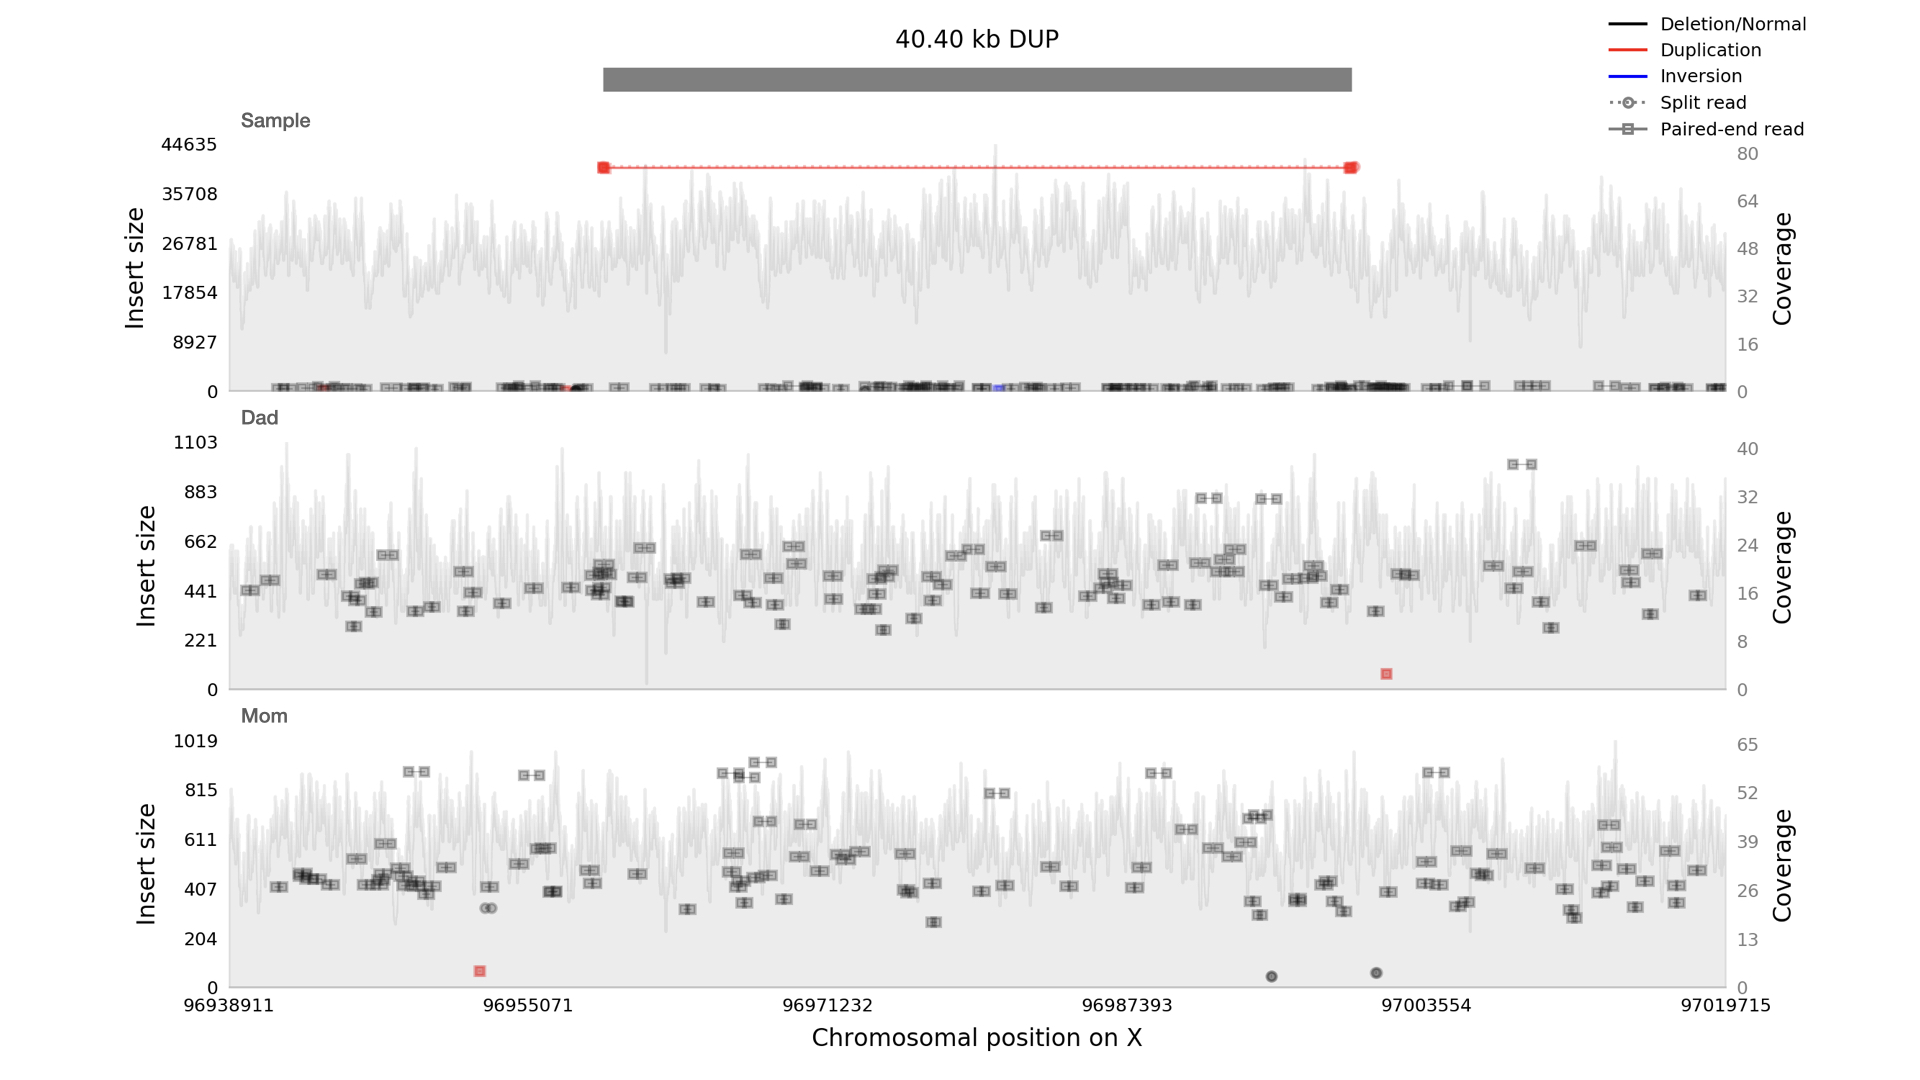 40.40 kb DUP
Deletion/Normal
Duplication
Inversion
Split read
Paired-end read
Sample
44635
35708
26781
17854
8927
0
Insert size
80
64
48
32
16
0
Coverage
Dad
1103
883
662
441
221
0
Insert size
40
32
24
16
8
0
Coverage
Mom
1019
815
611
407
204
0
Insert size
65
52
39
26
13
0
Coverage
96938911 96955071 96971232 96987393 97003554 97019715
Chromosomal position on X